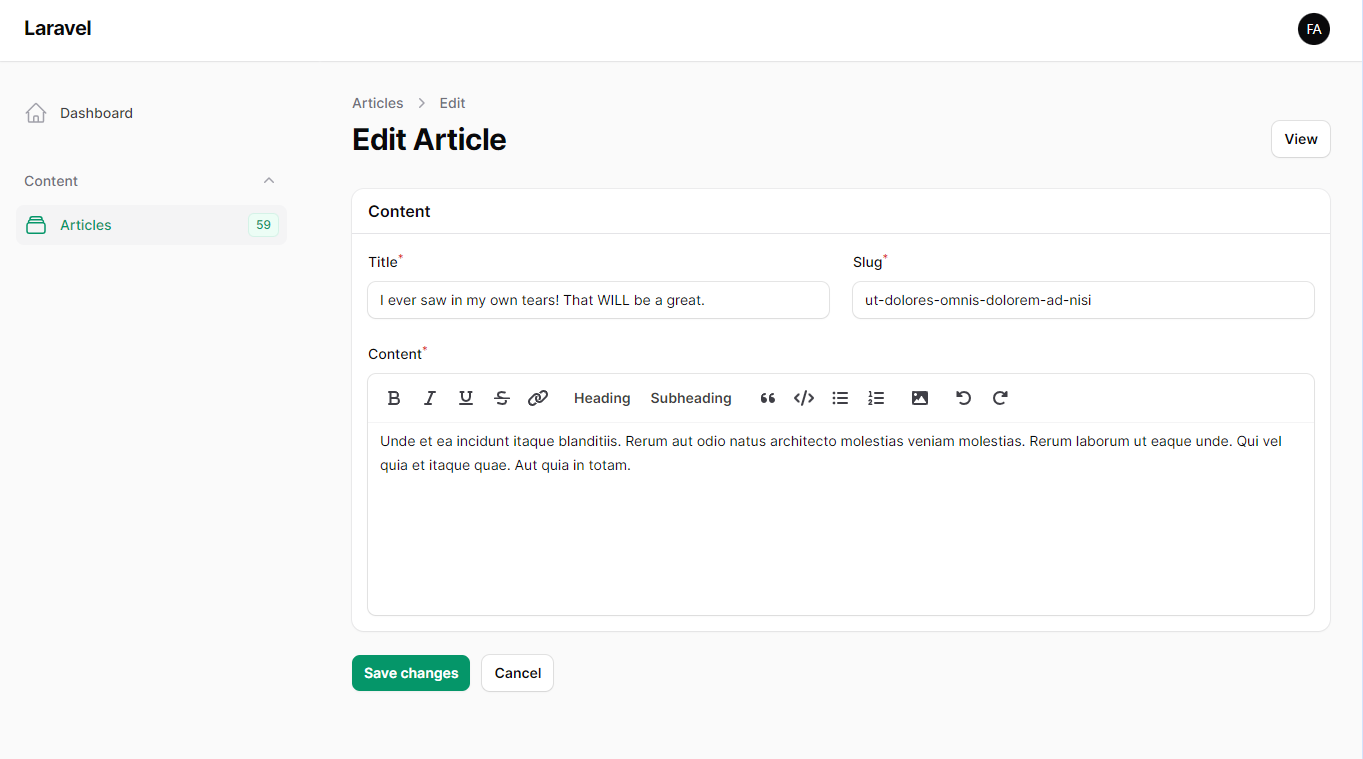 Laravel
FA
Dashboard
Content
Articles
59
Articles > Edit
Edit Article
View
Content
Title*
Slug*
I ever saw in my own tears! That WILL be a great.
ut-dolores-omnis-dolorem-ad-nisi
Content*
B I U S Heading Subheading
Unde et ea incidunt itaque blanditiis. Rerum aut odio natus architecto molestias veniam molestias. Rerum laborum ut eaque unde. Qui vel
quia et itaque quae. Aut quia in totam.
Save changes
Cancel